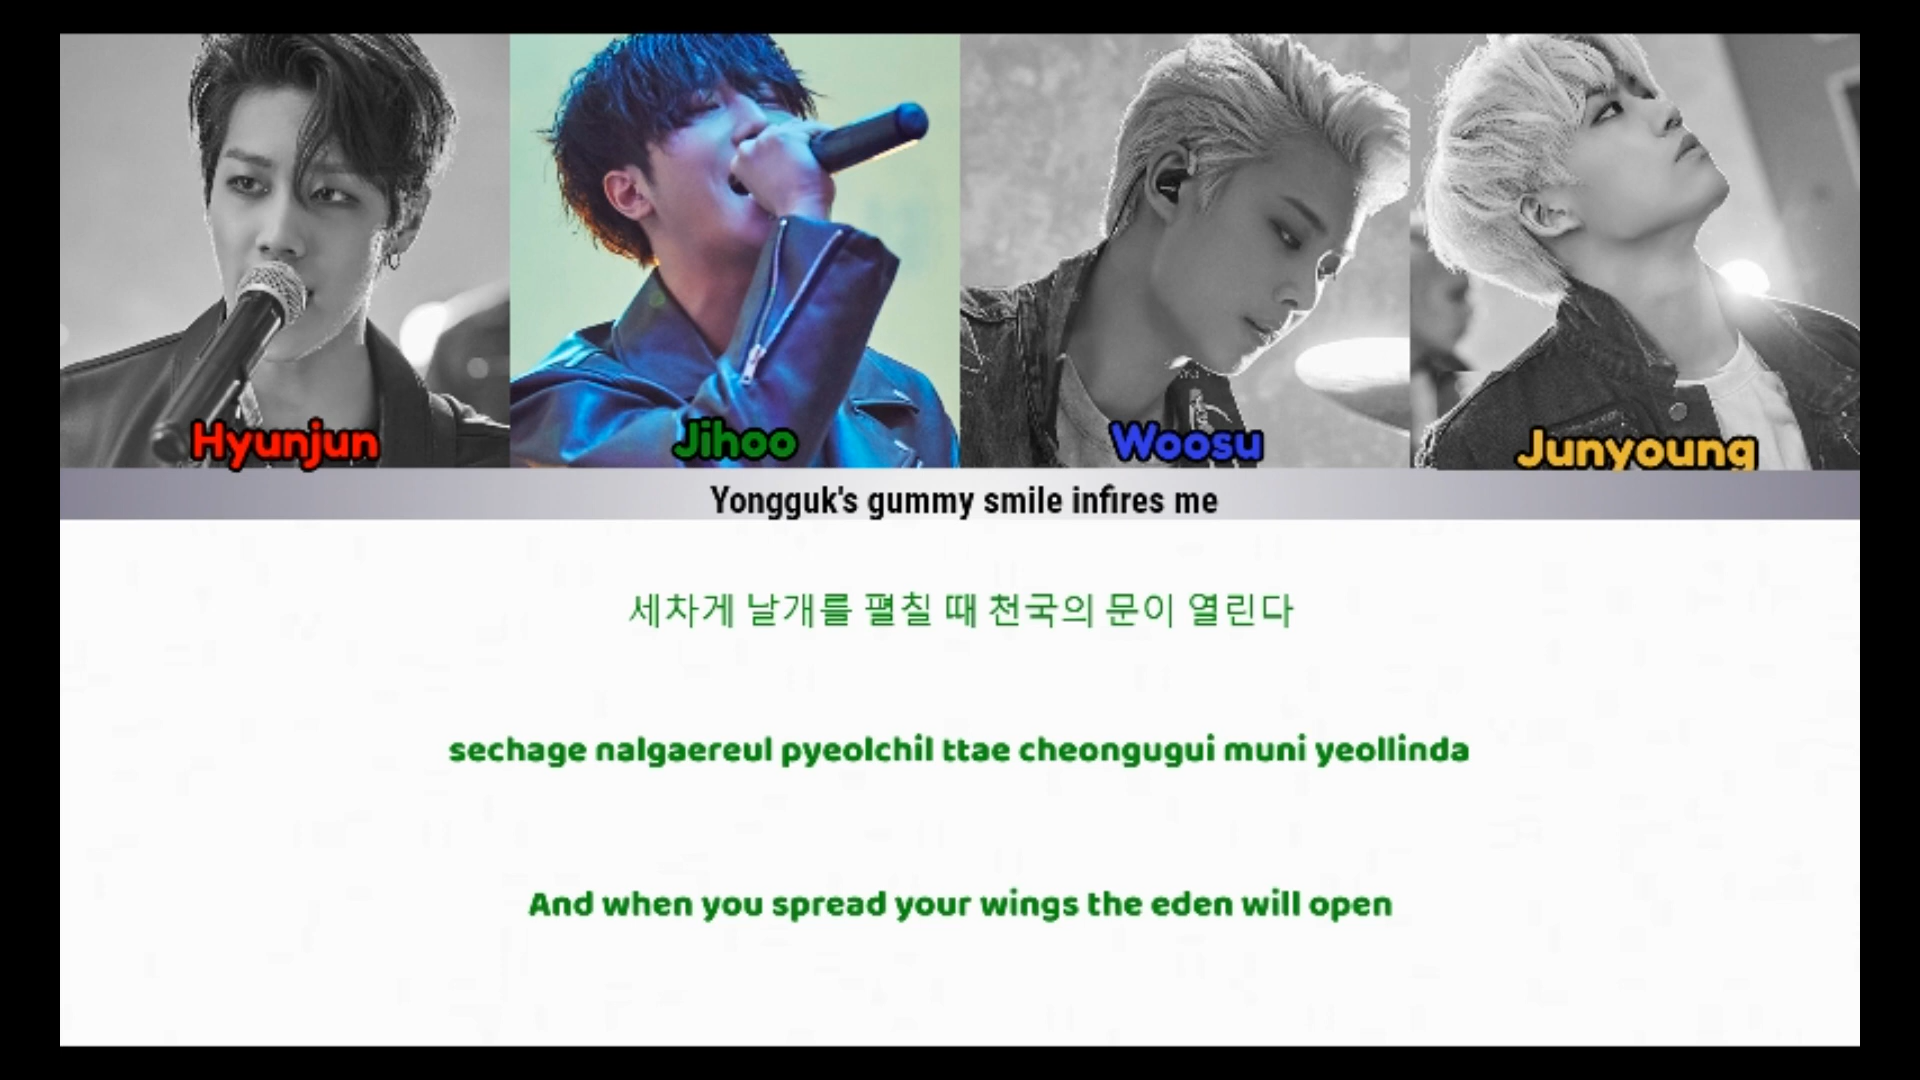 Hyunjun
Jihoo
Woosu
Junyoung
Yongguk's gummy smile infires me
세차게 날개를 펼칠 때 천국의 문이 열린다
sechage nalgaereul pyeolchil ttae cheongugui muni yeollinda
And when you spread your wings the eden will open